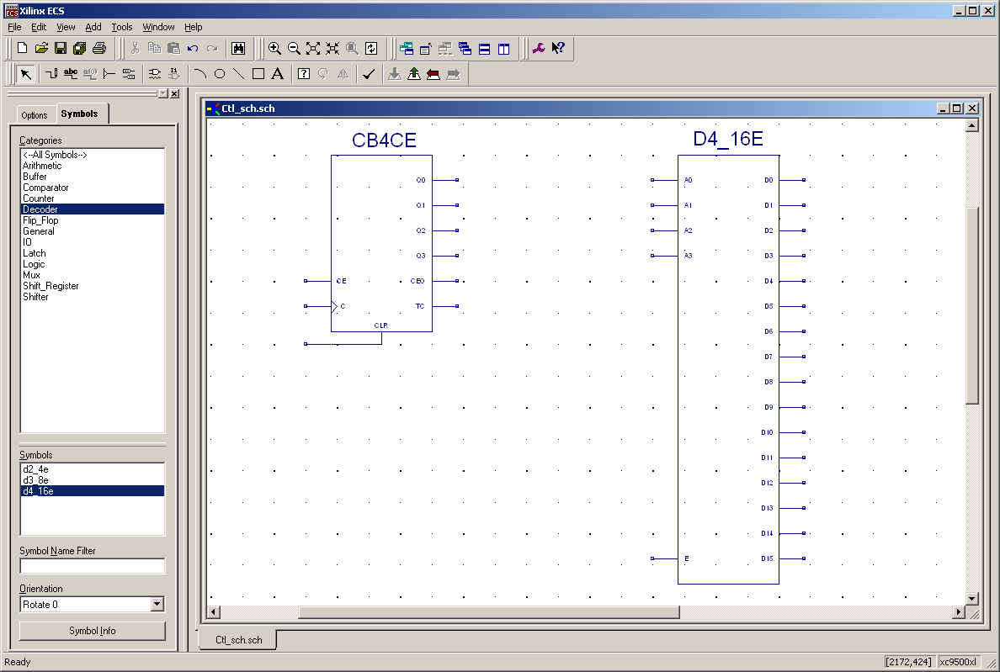 Xilinx ECS
File Edit View Add Tools Window Help
Options Symbols
Categories
<--All Symbols-->
Arithmetic
Buffer
Comparator
Counter
Decoder
Flip_Flop
General
IO
Latch
Logic
Mux
Shift_Register
Shifter
Symbols
d2_4e
d3_8e
d4_16e
Symbol Name Filter
Orientation
Rotate 0
Symbol Info
Ctl_sch.sch
CB4CE
Q0
Q1
Q2
Q3
CE CEO
C TC
CLR
D4_16E
A0 D0
A1 D1
A2 D2
A3 D3
D4
D5
D6
D7
D8
D9
D10
D11
D12
D13
D14
E D15
Ctl_sch.sch
Ready [2172,424] xc9500xl